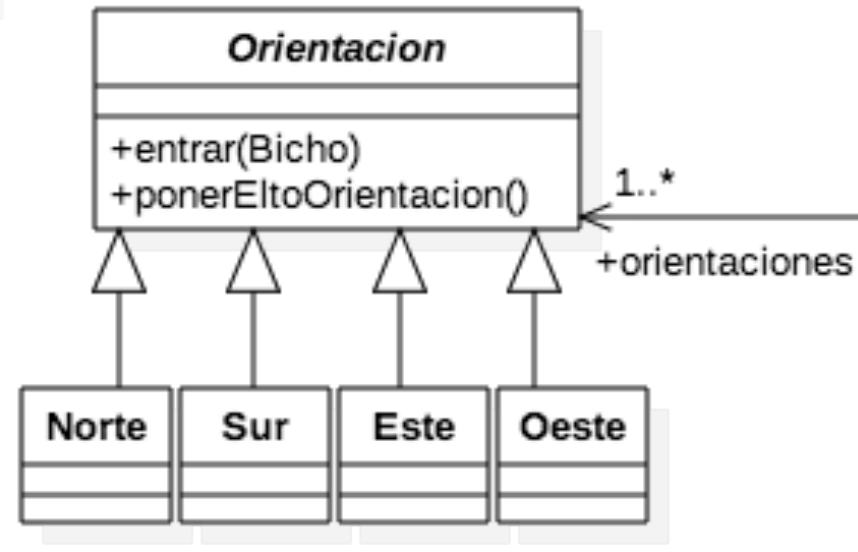 Orientacion
+entrar(Bicho)
+ponerEltoOrientacion()
1..*
+orientaciones
Norte
Sur
Este
Oeste